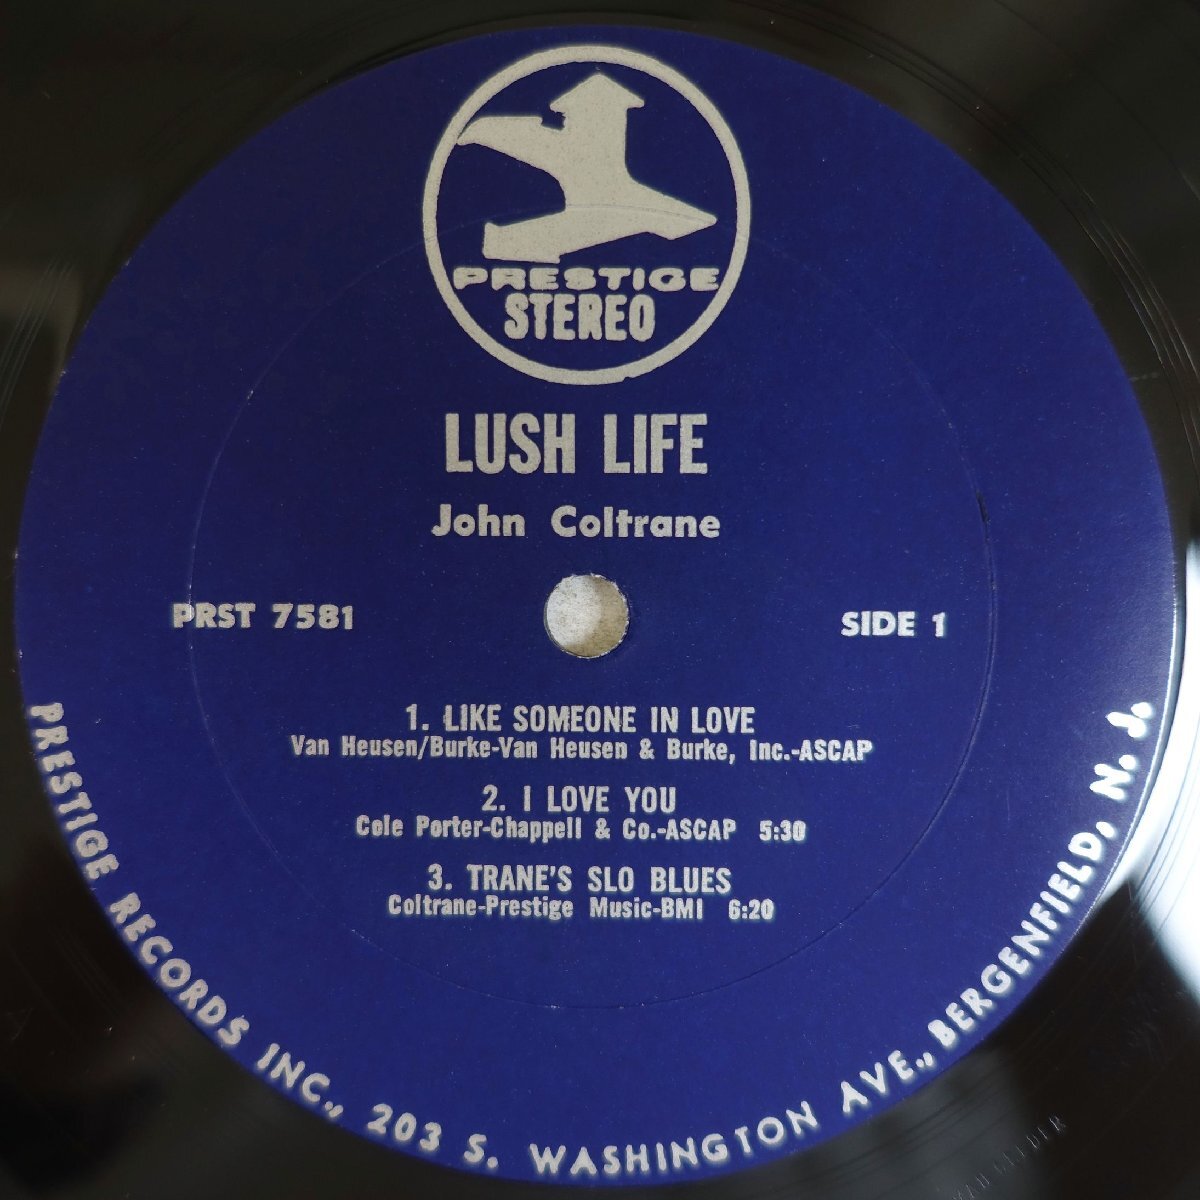 PRESTIGE
STEREO
LUSH LIFE
John Coltrane
PRST 7581
SIDE 1
1. LIKE SOMEONE IN LOVE
Van Heusen/Burke-Van Heusen & Burke, Inc.-ASCAP
2. I LOVE YOU
Cole Porter-Chappell & Co.-ASCAP 5:30
3. TRANE'S SLO BLUES
Coltrane-Prestige Music-BMI 6:20
PRESTIGE RECORDS INC., 203 S. WASHINGTON AVE., BERGENFIELD, N. J.
VAN GELDER